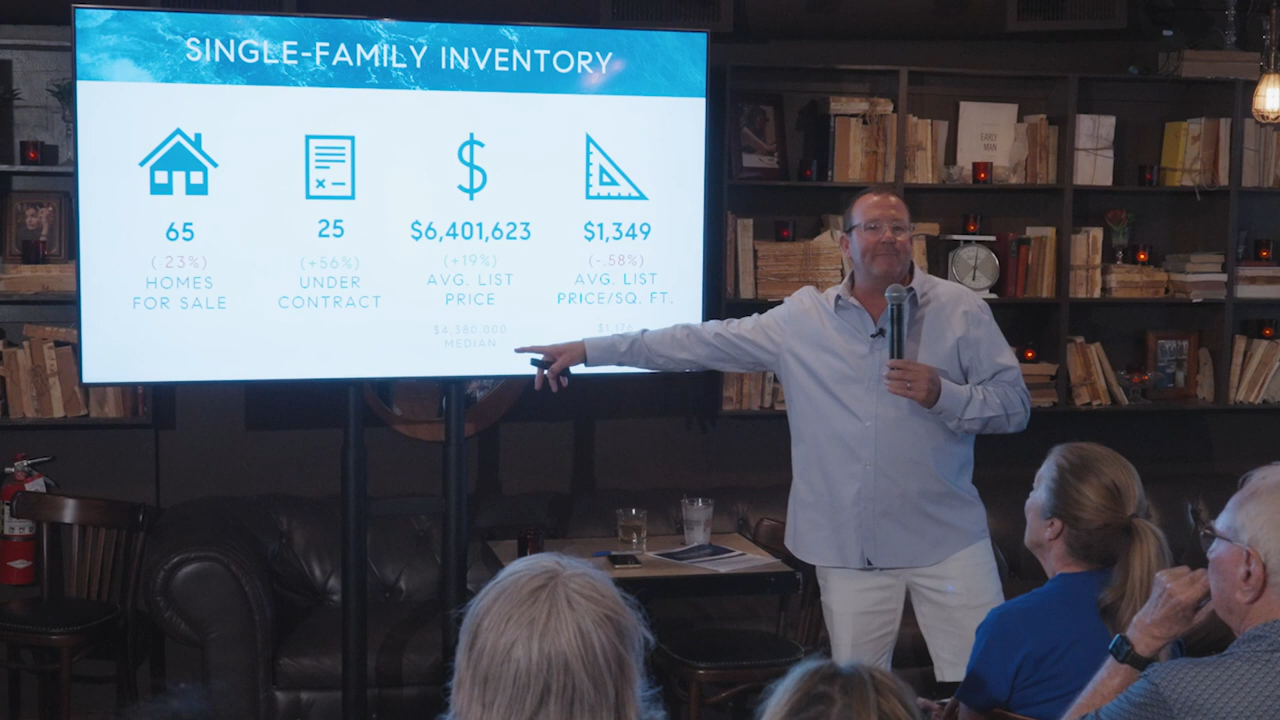 SINGLE-FAMILY INVENTORY
65
(-23%)
HOMES
FOR SALE
25
(+56%)
UNDER
CONTRACT
$6,401,623
(+19%)
AVG. LIST
PRICE
$4,380,000
MEDIAN
$1,349
(-.58%)
AVG. LIST
PRICE/SQ. FT.
EARLY
MAN